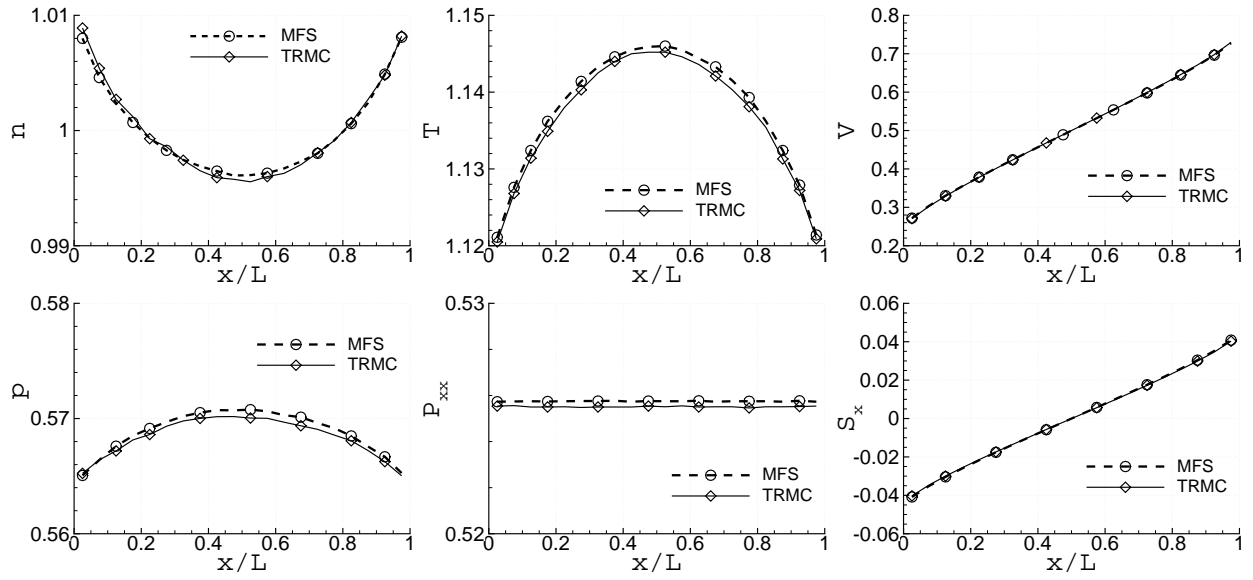 1.01
1
0.99
n
MFS
TRMC
0 0.2 0.4 0.6 0.8 1
x/L
1.15
1.14
1.13
1.12
T
MFS
TRMC
0 0.2 0.4 0.6 0.8 1
x/L
0.8
0.7
0.6
0.5
0.4
0.3
0.2
V
MFS
TRMC
0 0.2 0.4 0.6 0.8 1
x/L
0.58
0.57
0.56
p
MFS
TRMC
0 0.2 0.4 0.6 0.8 1
x/L
0.53
0.52
P_xx
MFS
TRMC
0 0.2 0.4 0.6 0.8 1
x/L
0.06
0.04
0.02
0
-0.02
-0.04
-0.06
S_x
MFS
TRMC
0 0.2 0.4 0.6 0.8 1
x/L